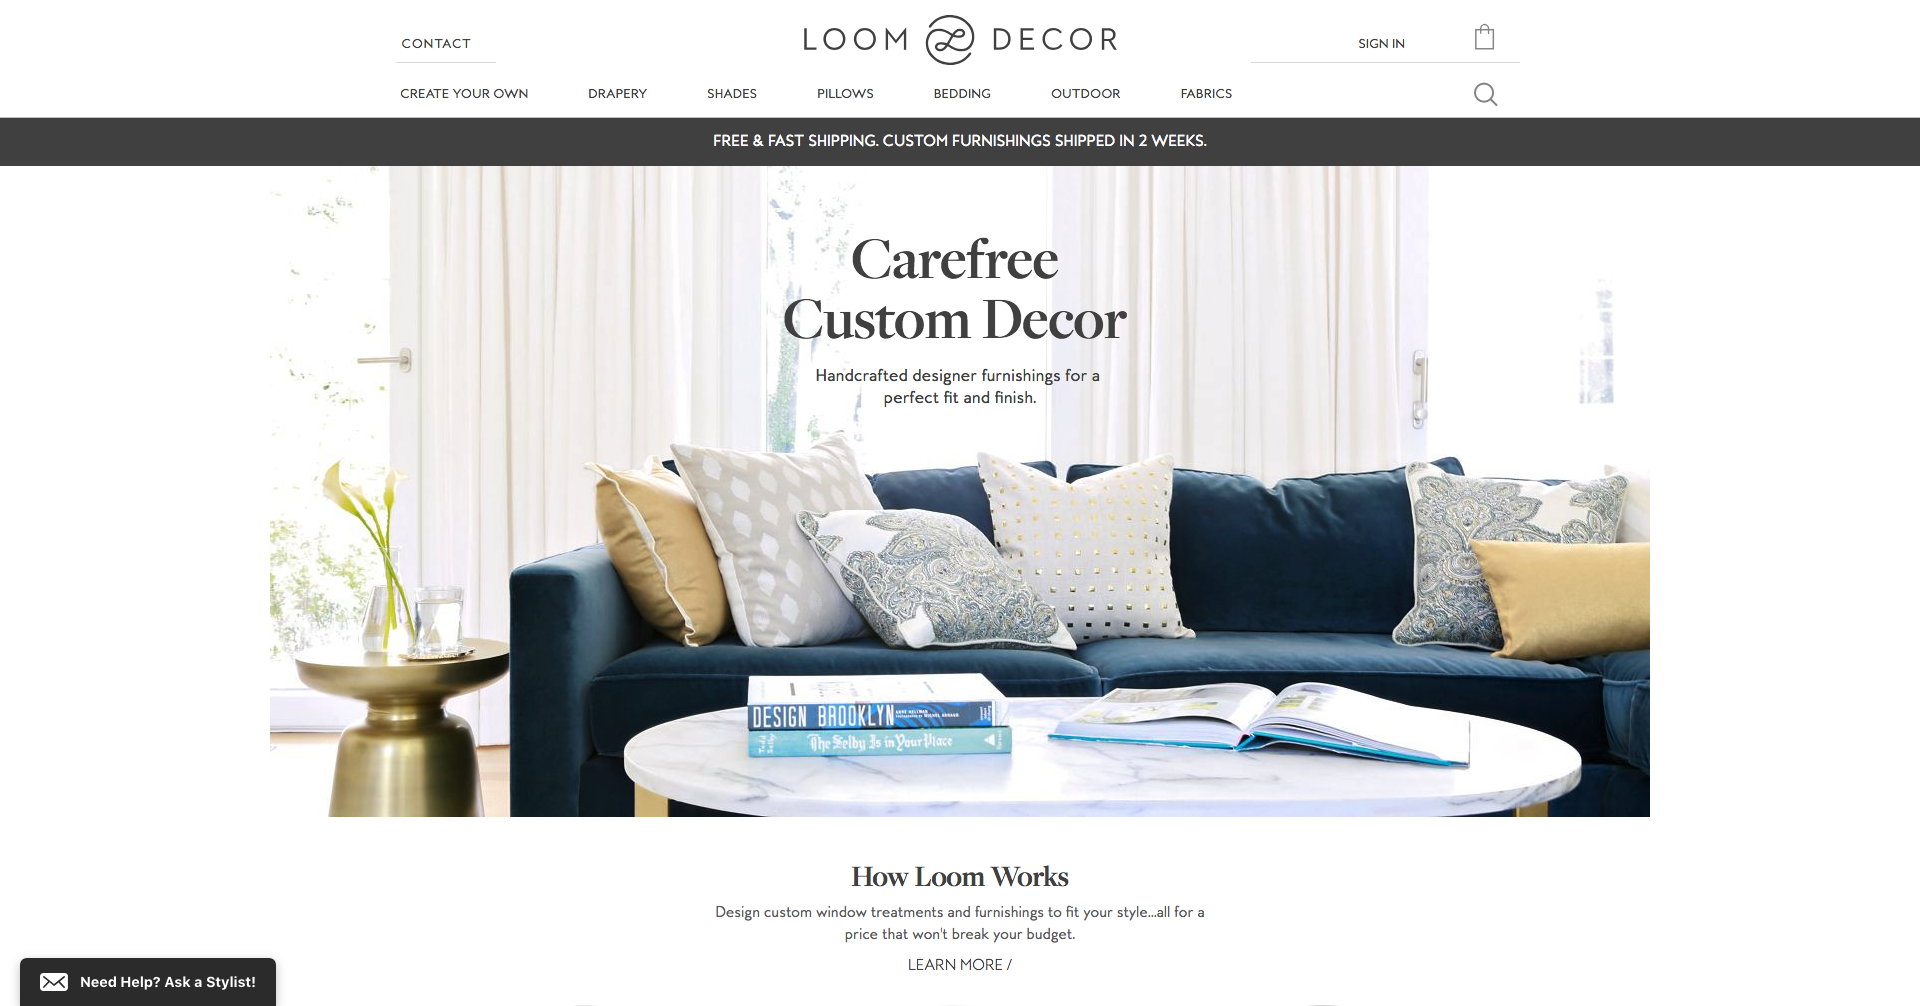 CONTACT
LOOM DECOR
SIGN IN
CREATE YOUR OWN
DRAPERY
SHADES
PILLOWS
BEDDING
OUTDOOR
FABRICS
FREE & FAST SHIPPING. CUSTOM FURNISHINGS SHIPPED IN 2 WEEKS.
Carefree
Custom Decor
Handcrafted designer furnishings for a
perfect fit and finish.
DESIGN BROOKLYN
The Selby Is in Your Place
How Loom Works
Design custom window treatments and furnishings to fit your style...all for a
price that won't break your budget.
LEARN MORE /
Need Help? Ask a Stylist!